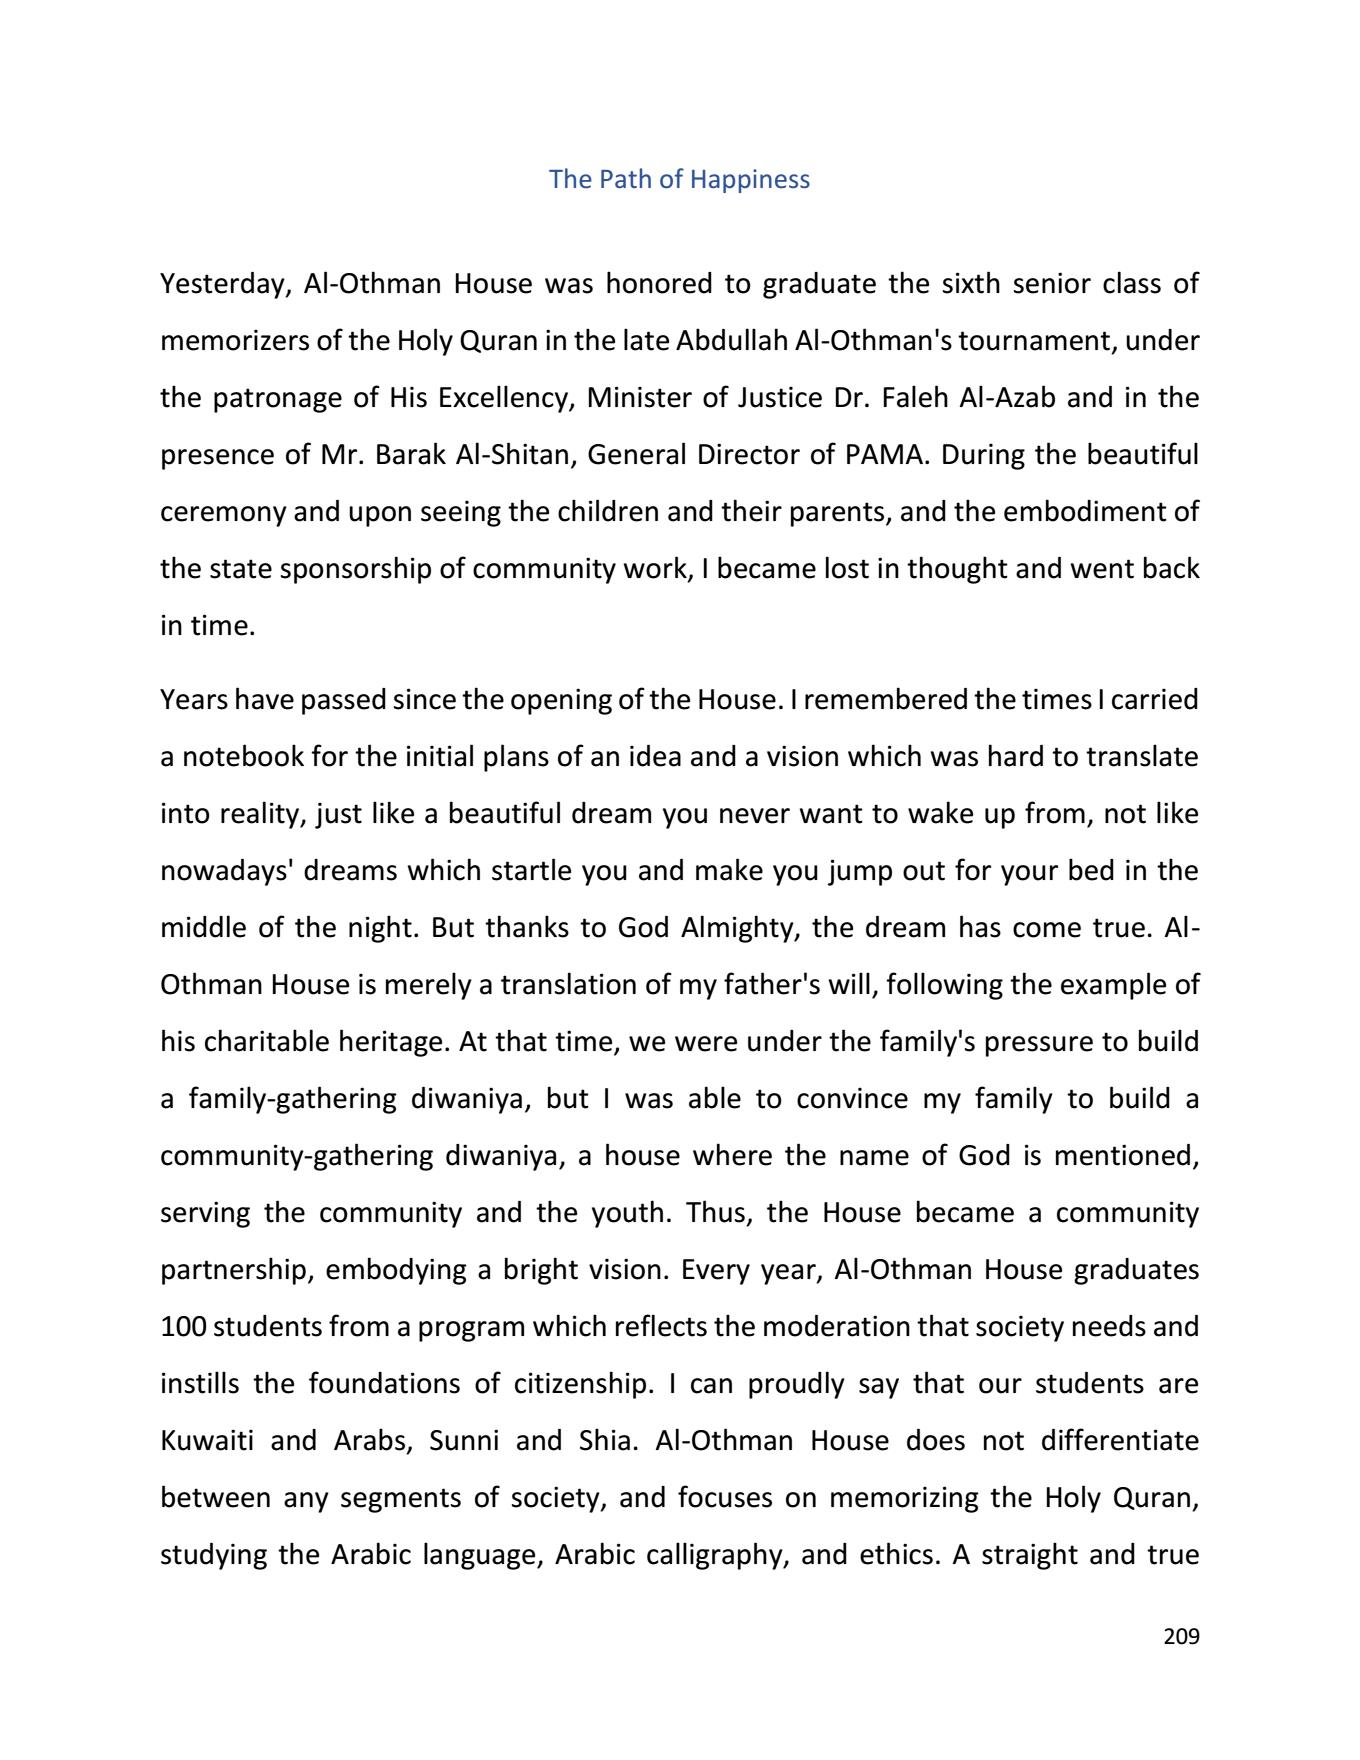 The Path of Happiness
Yesterday, Al-Othman House was honored to graduate the sixth senior class of
memorizers of the Holy Quran in the late Abdullah Al-Othman's tournament, under
the patronage of His Excellency, Minister of Justice Dr. Faleh Al-Azab and in the
presence of Mr. Barak Al-Shitan, General Director of PAMA. During the beautiful
ceremony and upon seeing the children and their parents, and the embodiment of
the state sponsorship of community work, I became lost in thought and went back
in time.
Years have passed since the opening of the House. I remembered the times I carried
a notebook for the initial plans of an idea and a vision which was hard to translate
into reality, just like a beautiful dream you never want to wake up from, not like
nowadays' dreams which startle you and make you jump out for your bed in the
middle of the night. But thanks to God Almighty, the dream has come true. Al-
Othman House is merely a translation of my father's will, following the example of
his charitable heritage. At that time, we were under the family's pressure to build
a family-gathering diwaniya, but I was able to convince my family to build a
community-gathering diwaniya, a house where the name of God is mentioned,
serving the community and the youth. Thus, the House became a community
partnership, embodying a bright vision. Every year, Al-Othman House graduates
100 students from a program which reflects the moderation that society needs and
instills the foundations of citizenship. I can proudly say that our students are
Kuwaiti and Arabs, Sunni and Shia. Al-Othman House does not differentiate
between any segments of society, and focuses on memorizing the Holy Quran,
studying the Arabic language, Arabic calligraphy, and ethics. A straight and true
209